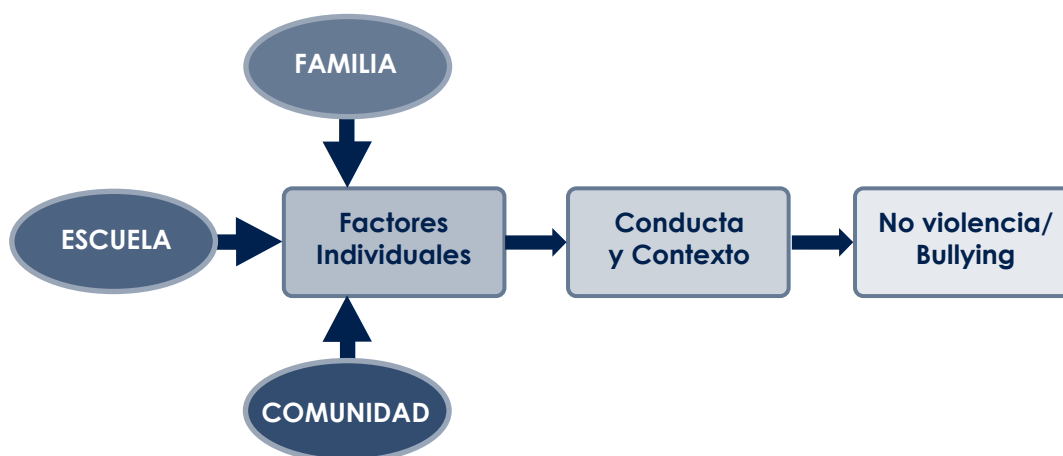 FAMILIA
ESCUELA
Factores
Individuales
Conducta
y Contexto
No violencia/
Bullying
COMUNIDAD